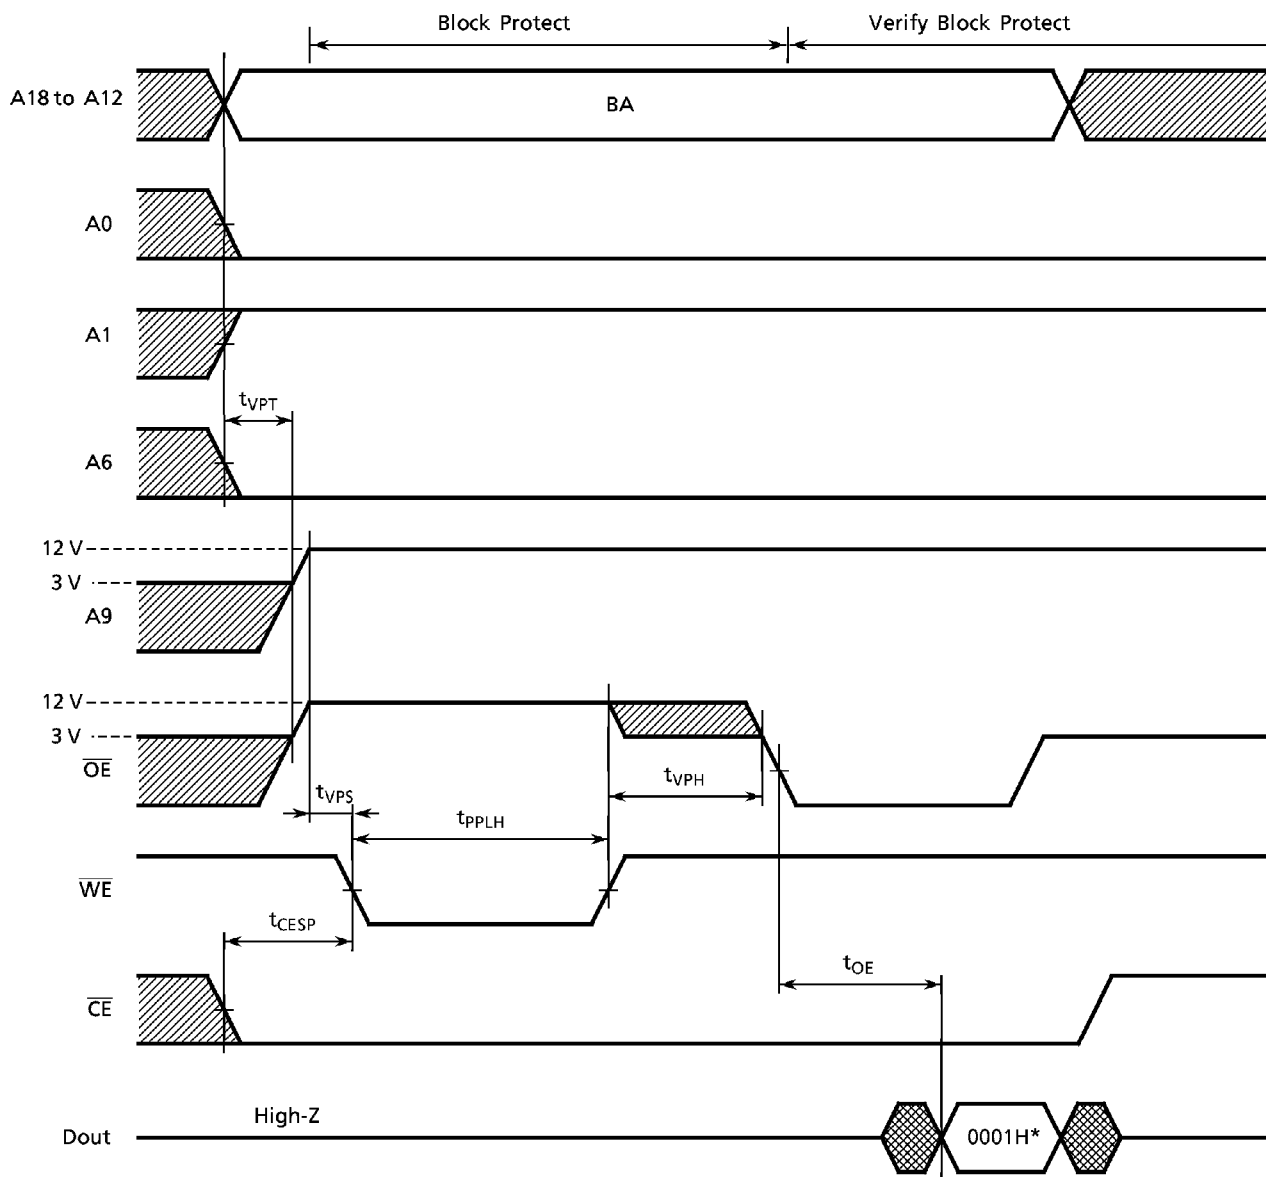 Block Protect
Verify Block Protect
A18 to A12
BA
A0
A1
tVPT
A6
12 V
3 V
A9
12 V
3 V
OE
tVPS
tVPH
tPPLH
WE
tCESP
tOE
CE
High-Z
Dout
0001H*